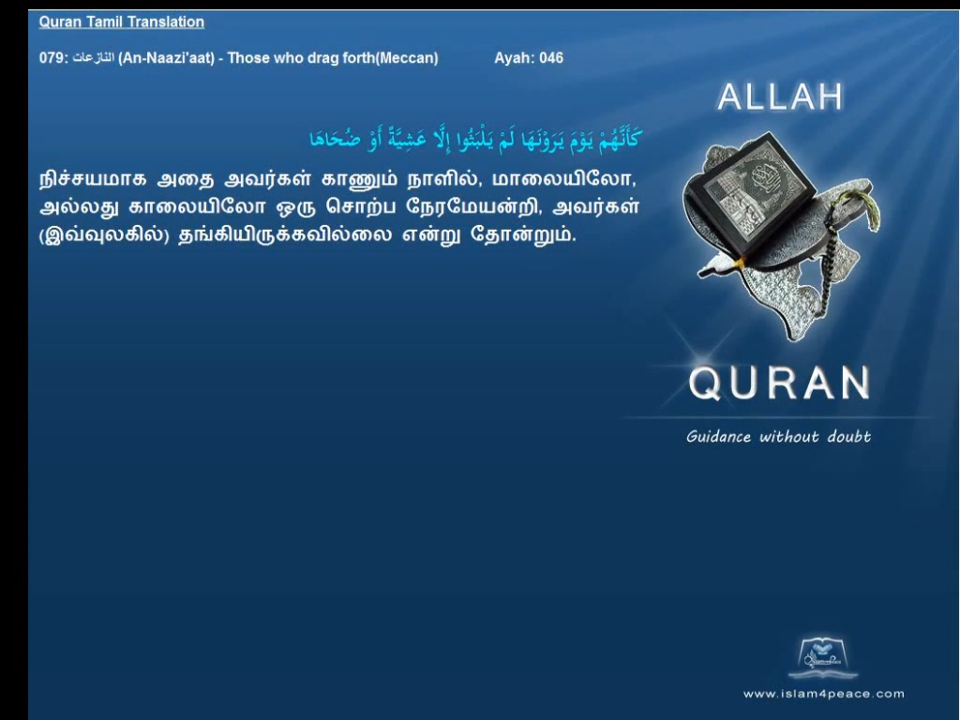 Quran Tamil Translation
079: النازعات (An-Naazi'aat) - Those who drag forth(Meccan) Ayah: 046
كَأَنَّهُمْ يَوْمَ يَرَوْنَهَا لَمْ يَلْبَثُوا إِلَّا عَشِيَّةً أَوْ ضُحَاهَا
நிச்சயமாக அதை அவர்கள் காணும் நாளில், மாலையிலோ,
அல்லது காலையிலோ ஒரு சொற்ப நேரமேயன்றி, அவர்கள்
(இவ்வுலகில்) தங்கியிருக்கவில்லை என்று தோன்றும்.
ALLAH
QURAN
Guidance without doubt
www.islam4peace.com